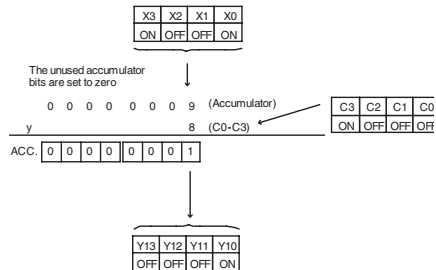 X3 X2 X1 X0
ON OFF OFF ON
The unused accumulator
bits are set to zero
0 0 0 0 0 0 0 9 (Accumulator)
y 8 (C0-C3)
C3 C2 C1 C0
ON OFF OFF OFF
ACC. 0 0 0 0 0 0 0 1
Y13 Y12 Y11 Y10
OFF OFF OFF ON